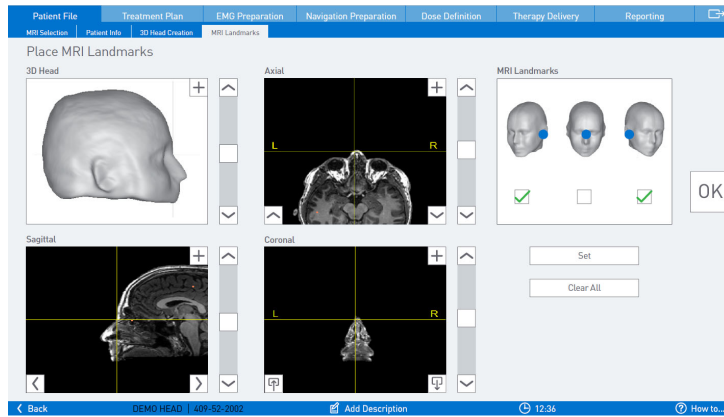 Patient File Treatment Plan EMG Preparation Navigation Preparation Dose Definition Therapy Delivery Reporting
MRI Selection Patient Info 3D Head Creation MRI Landmarks
Place MRI Landmarks
3D Head Axial MRI Landmarks
L R
OK
Sagittal Coronal
Set
L R
Clear All
Back DEMO HEAD | 409-52-2002 Add Description 12:36 How to...